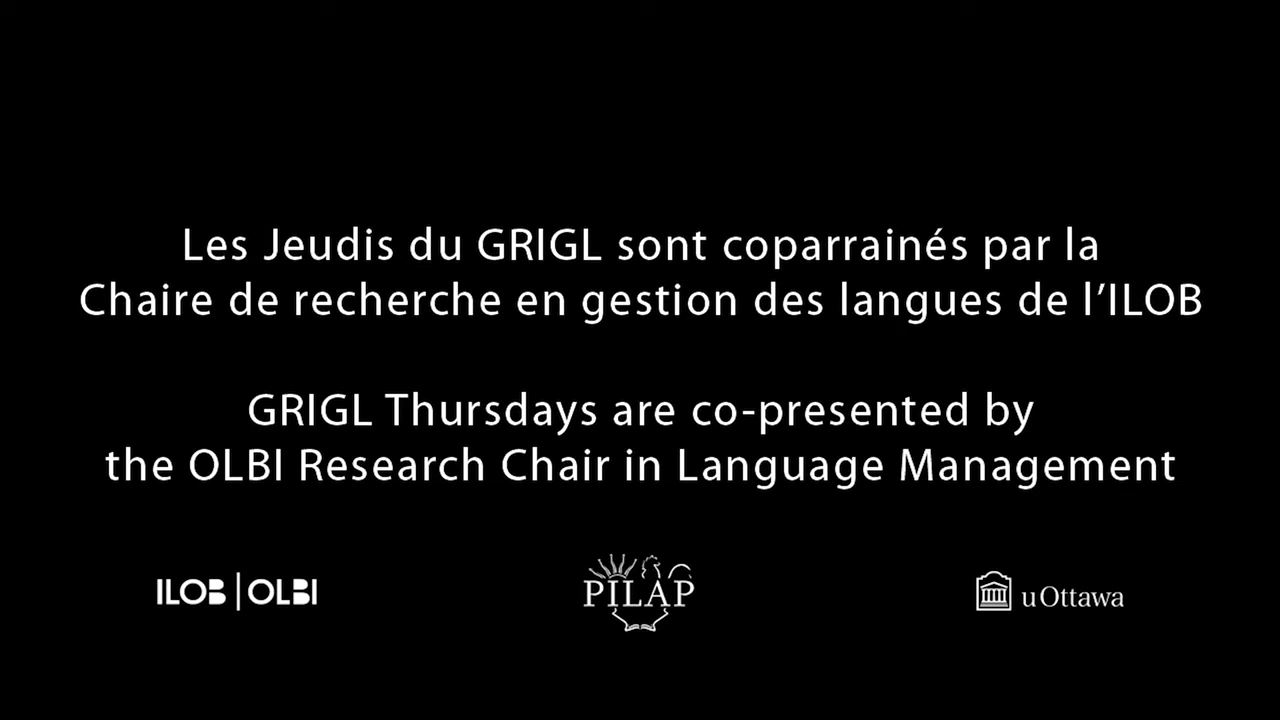 Les Jeudis du GRIGL sont coparrainés par la
Chaire de recherche en gestion des langues de l’ILOB
GRIGL Thursdays are co-presented by
the OLBI Research Chair in Language Management
ILOB | OLBI
PILAP
uOttawa